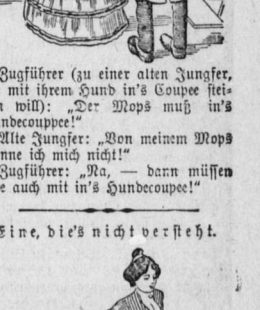 Zugführer (zu einer alten Jungfer,
mit ihrem Hund in's Coupee stei-
n will): „Der Mops muß in's
ndecouppee!"
Alte Jungfer: „Von meinem Mops
nne ich mich nicht!"
Zugführer: „Na, — dann müssen
e auch mit in's Hundecoupee!"
Eine, die's nicht versteht.